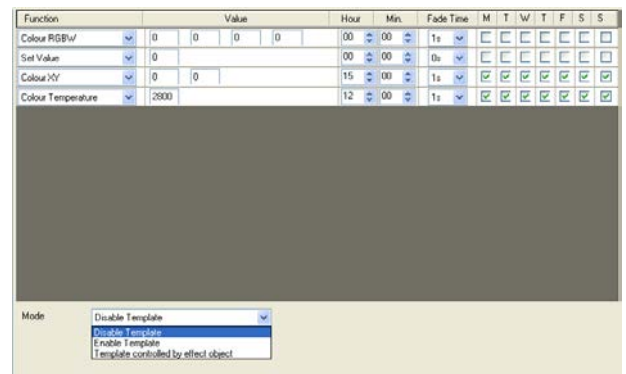 Function Value Hour Min. Fade Time M T W T F S S
Colour RGBW 0 0 0 0 00 00 1s
Set Value 0 00 00 0s
Colour XY 0 0 15 00 1s
Colour Temperature 2800 12 00 1s
Mode Disable Template
Disable Template
Enable Template
Template controlled by effect object